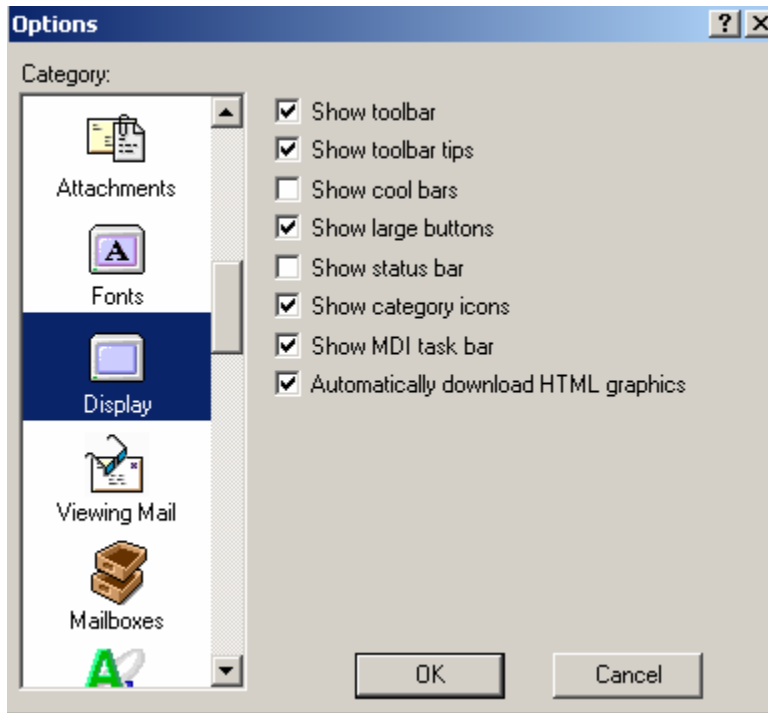 Options
Category:
Attachments
Fonts
Display
Viewing Mail
Mailboxes
Show toolbar
Show toolbar tips
Show cool bars
Show large buttons
Show status bar
Show category icons
Show MDI task bar
Automatically download HTML graphics
OK
Cancel